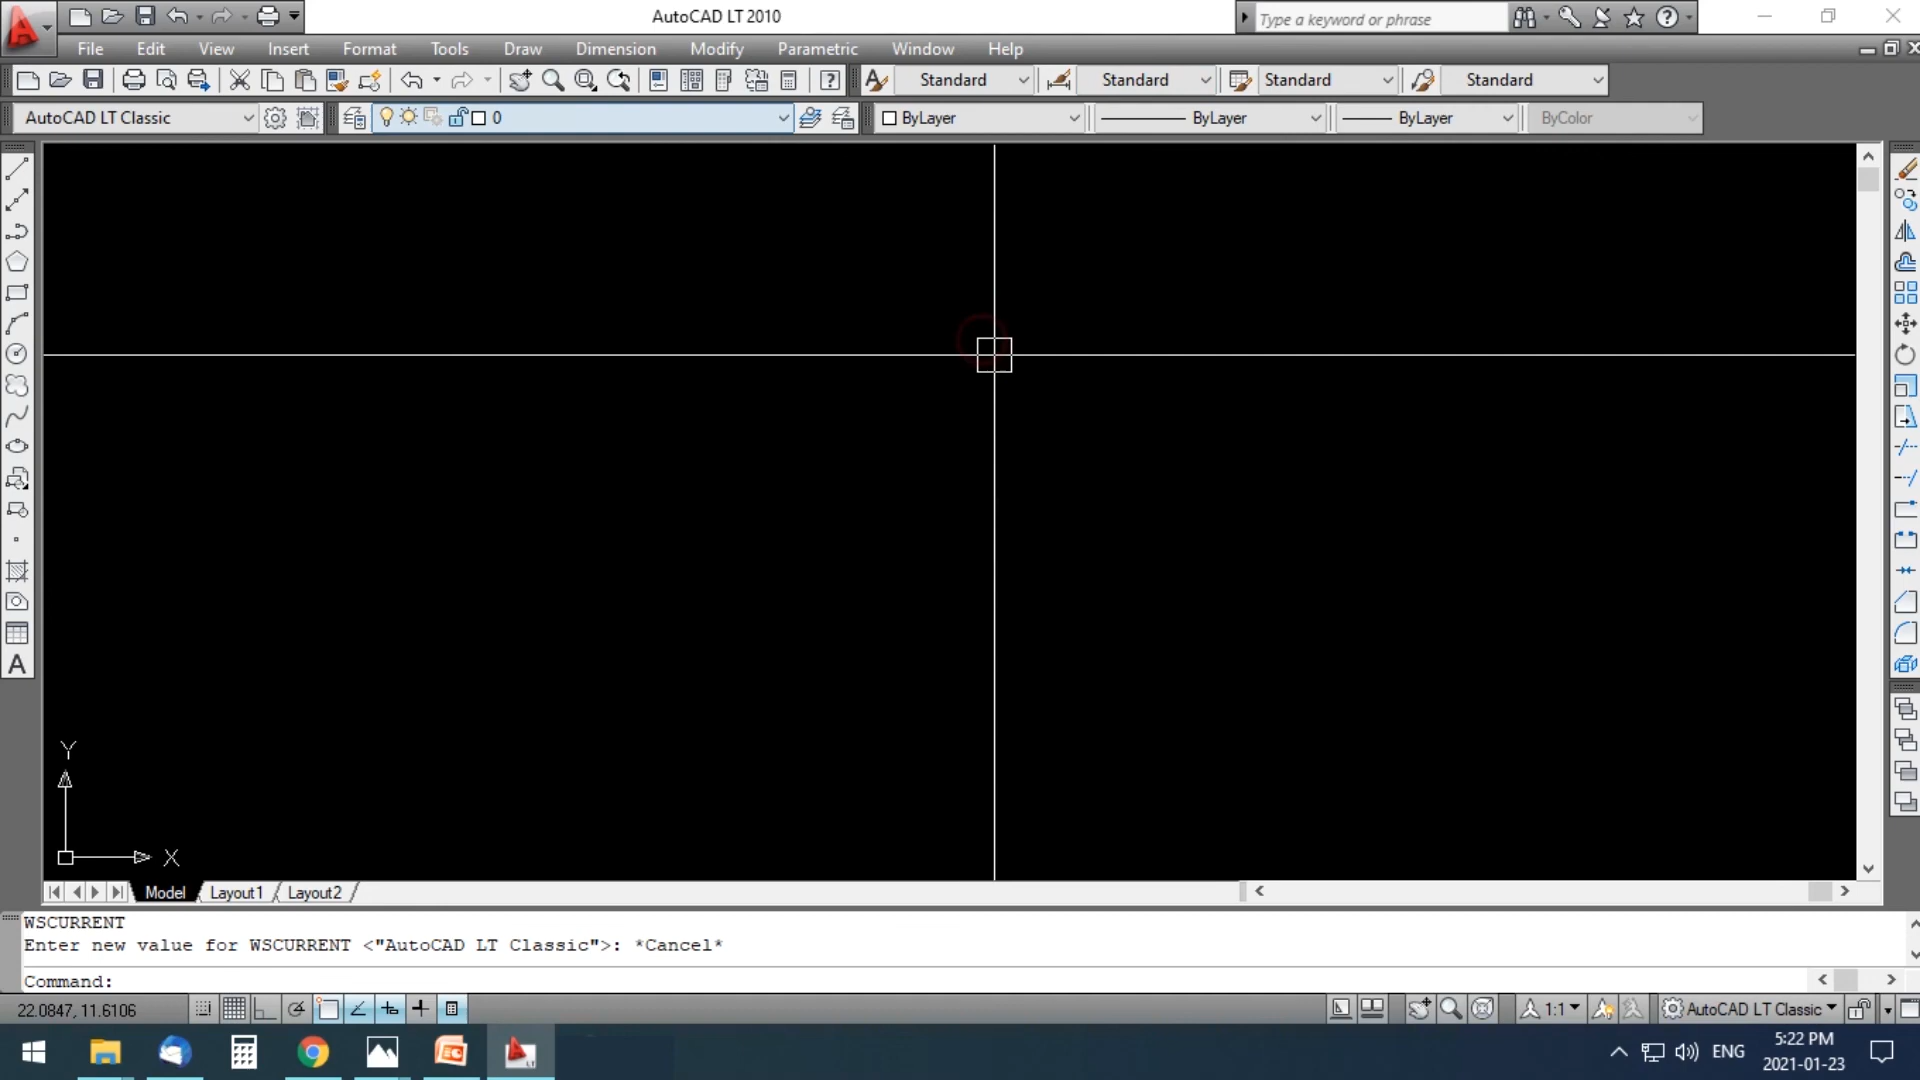 AutoCAD LT 2010
Type a keyword or phrase
File Edit View Insert Format Tools Draw Dimension Modify Parametric Window Help
Standard Standard Standard Standard
AutoCAD LT Classic 0 ByLayer ByLayer ByLayer ByColor
A
Y
X
Model Layout1 Layout2
WSCURRENT
Enter new value for WSCURRENT <"AutoCAD LT Classic">: *Cancel*
Command:
22.0847, 11.6106 1:1 AutoCAD LT Classic
5:22 PM
ENG
2021-01-23